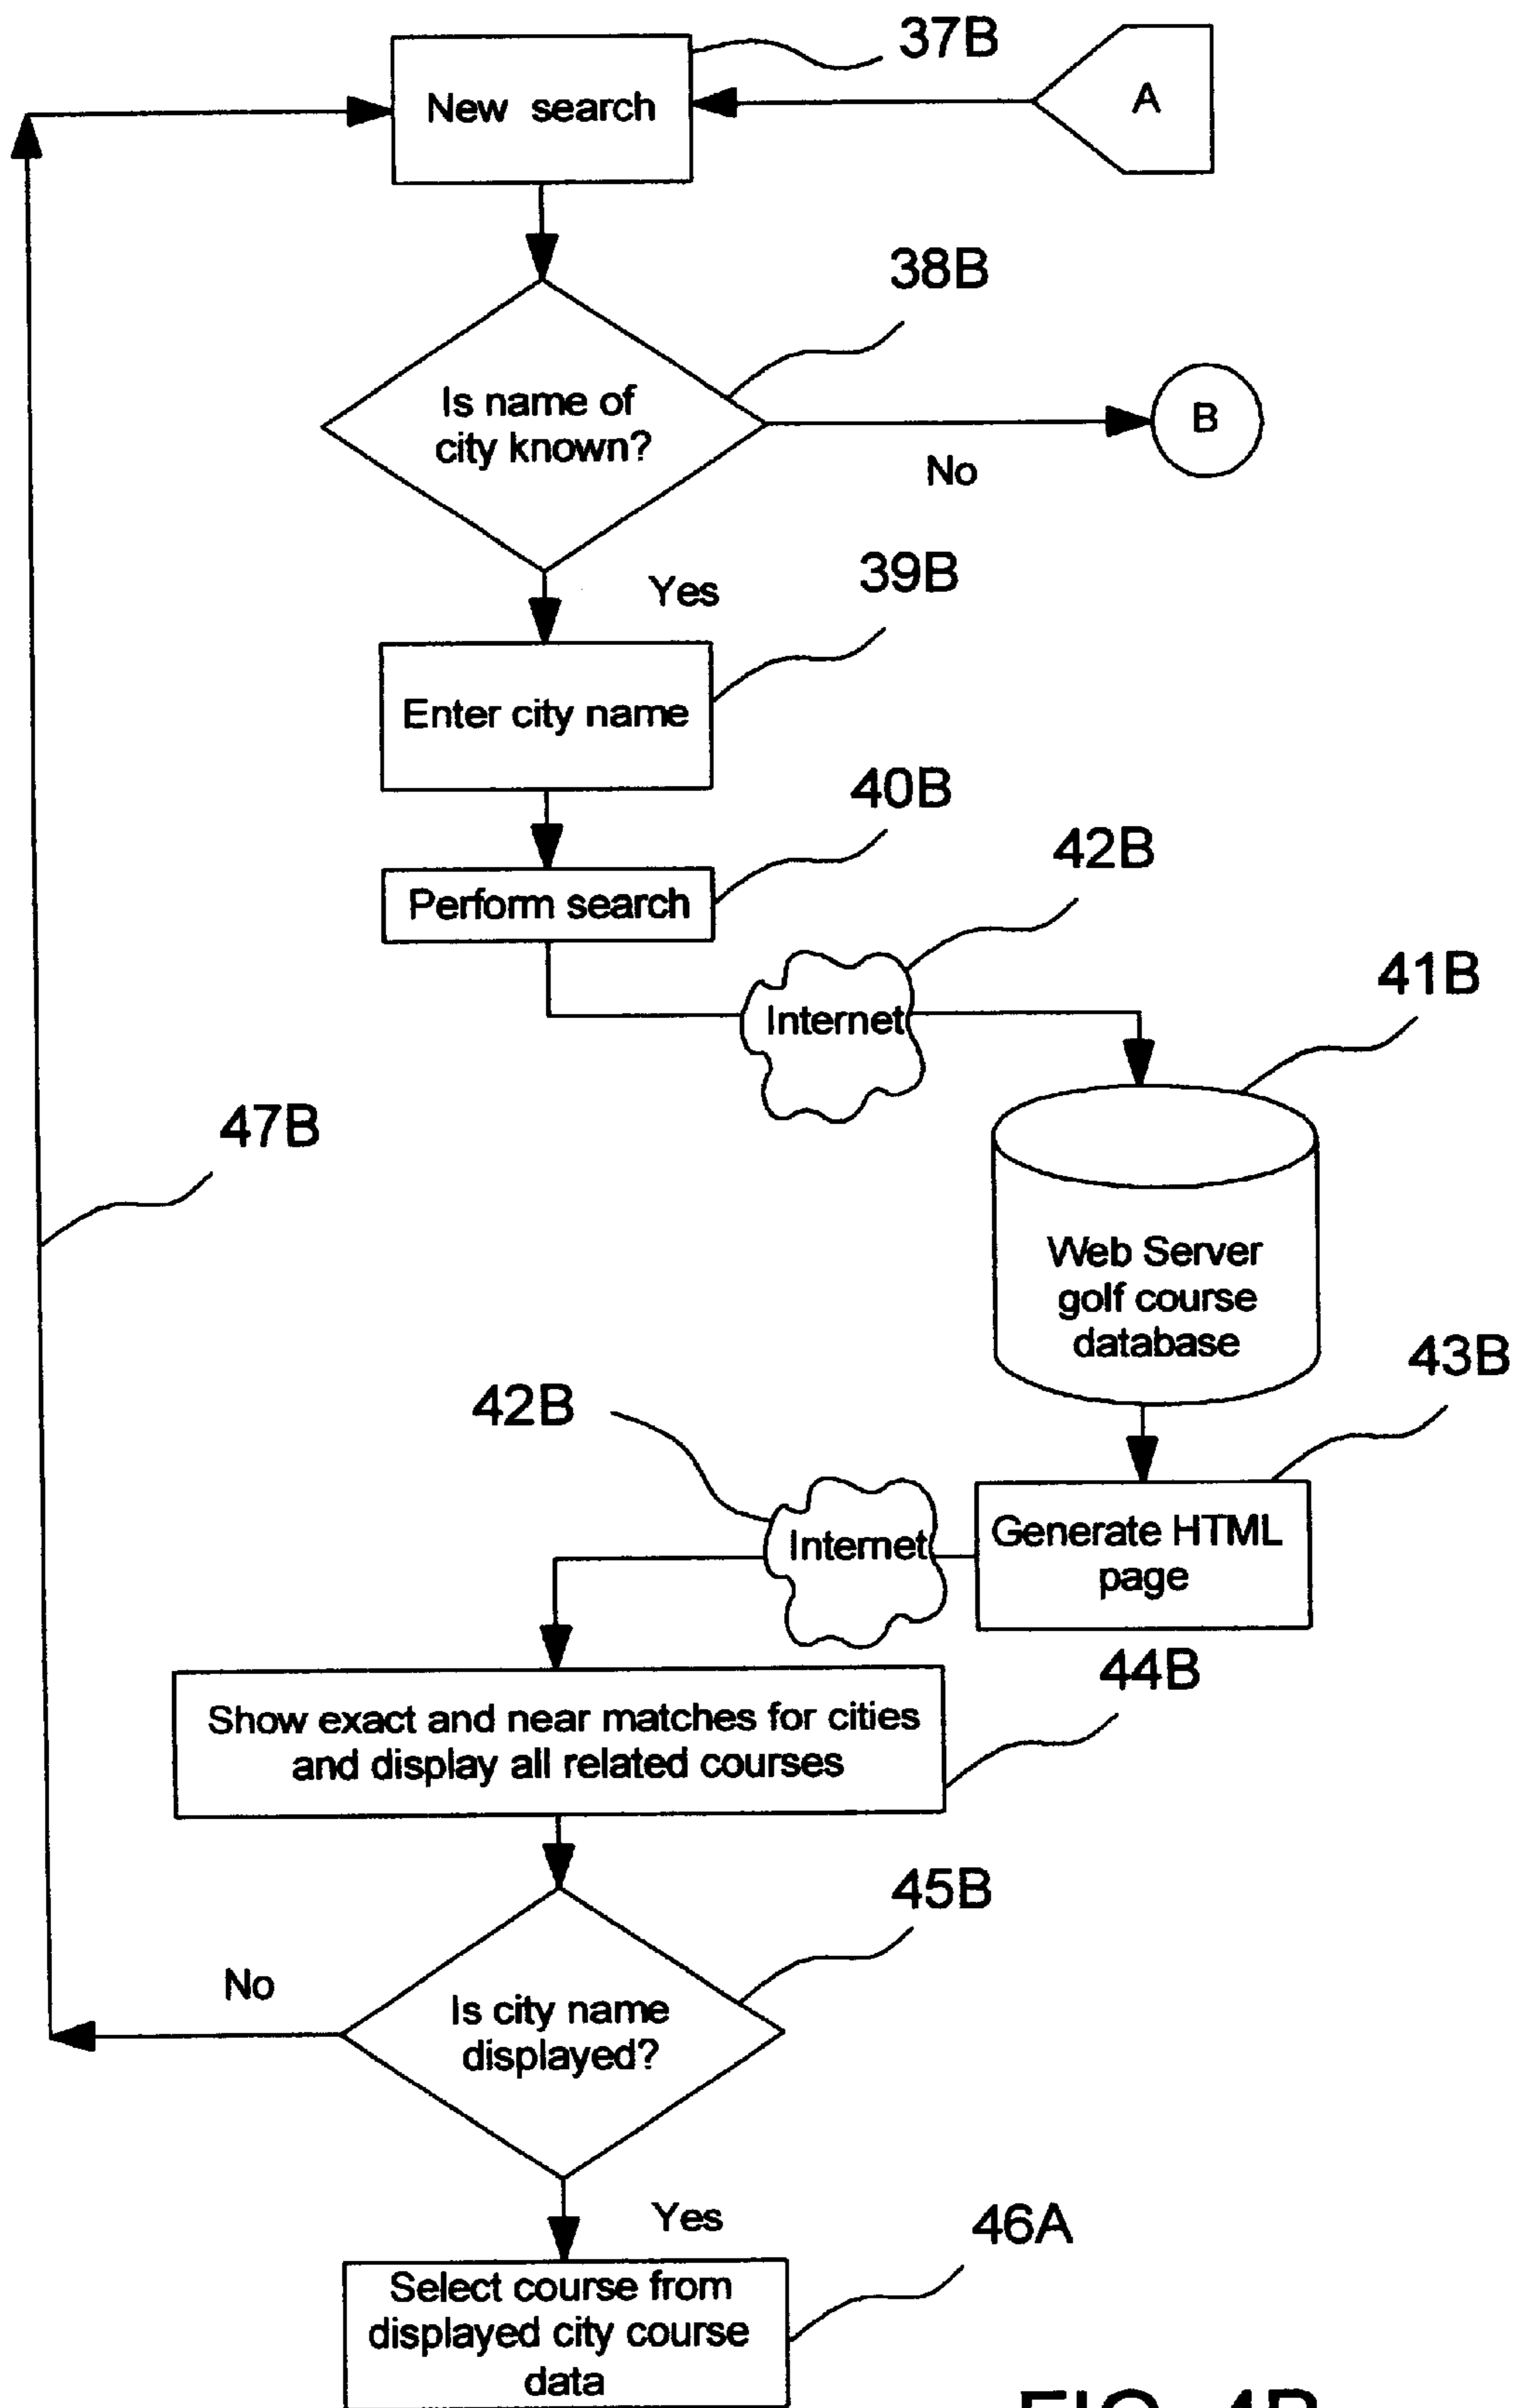 37B
New search
A
38B
Is name of
city known?
B
No
Yes
39B
Enter city name
40B
Perform search
42B
Internet
41B
47B
Web Server
golf course
database
43B
42B
Internet
Generate HTML
page
44B
Show exact and near matches for cities
and display all related courses
45B
No
Is city name
displayed?
Yes
46A
Select course from
displayed city course
data
FIG. 4B